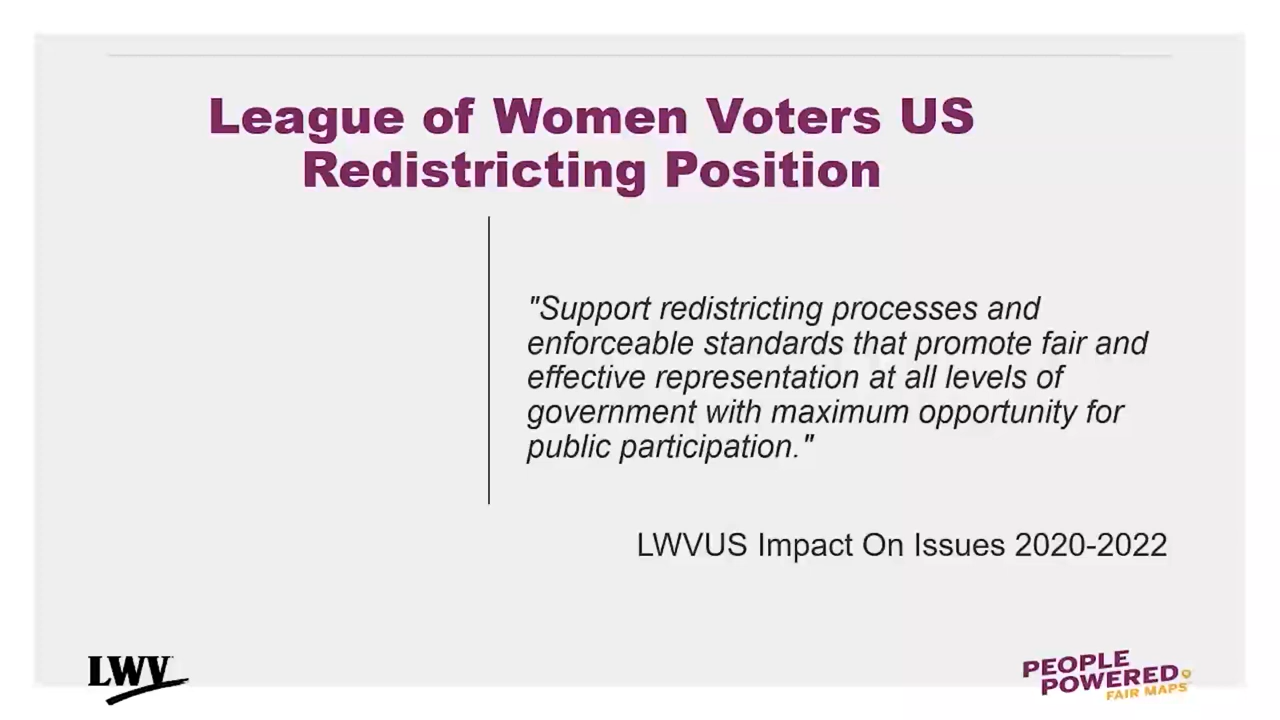 League of Women Voters US
Redistricting Position
"Support redistricting processes and
enforceable standards that promote fair and
effective representation at all levels of
government with maximum opportunity for
public participation."
LWVUS Impact On Issues 2020-2022
LWV
PEOPLE
POWERED
FAIR MAPS